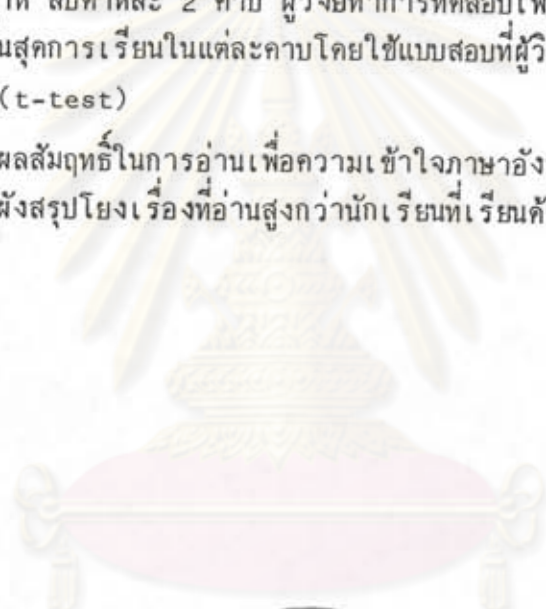 สัปดาห์ละ 2 คาบ ผู้วิจัยทำการทดสอบเพ
นสุดการเรียนในแต่ละคาบโดยใช้แบบสอบที่ผู้วิ
(t-test)
ผลสัมฤทธิ์ในการอ่านเพื่อความเข้าใจภาษาอัง
ผังสรุปโยงเรื่องที่อ่านสูงกว่านักเรียนที่เรียนด้